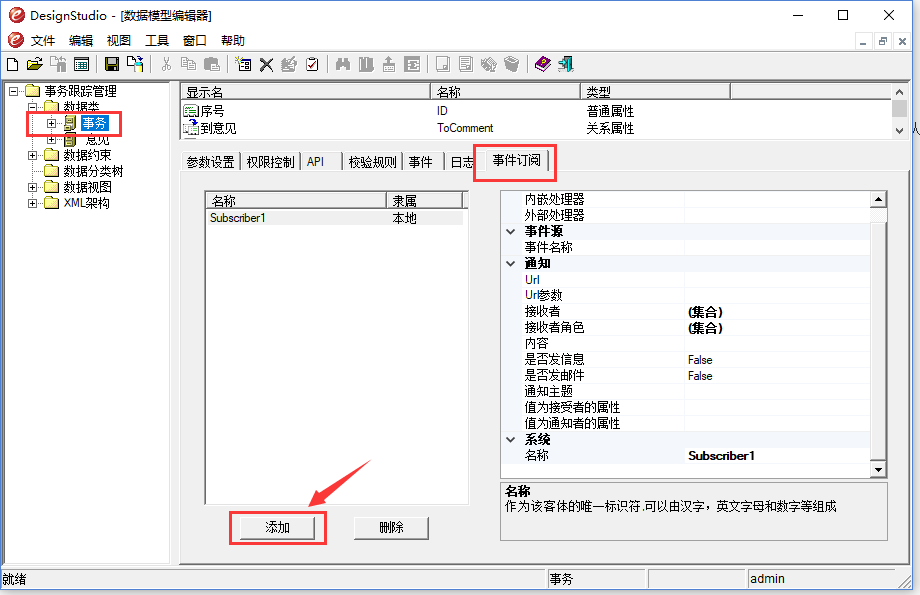 DesignStudio - [数据模型编辑器]
文件 编辑 视图 工具 窗口 帮助
事务跟踪管理
数据类
事务
意见
数据约束
数据分类树
数据视图
XML架构
显示名 名称 类型
序号 ID 普通属性
到意见 ToComment 关系属性
参数设置 权限控制 API 校验规则 事件 日志 事件订阅
名称 隶属
Subscriber1 本地
内嵌处理器
外部处理器
事件源
事件名称
通知
Url
Url参数
接收者 (集合)
接收者角色 (集合)
内容
是否发信息 False
是否发邮件 False
通知主题
值为接受者的属性
值为通知者的属性
系统
名称 Subscriber1
名称
作为该客体的唯一标识符.可以由汉字，英文字母和数字等组成
添加 删除
就绪 事务 admin